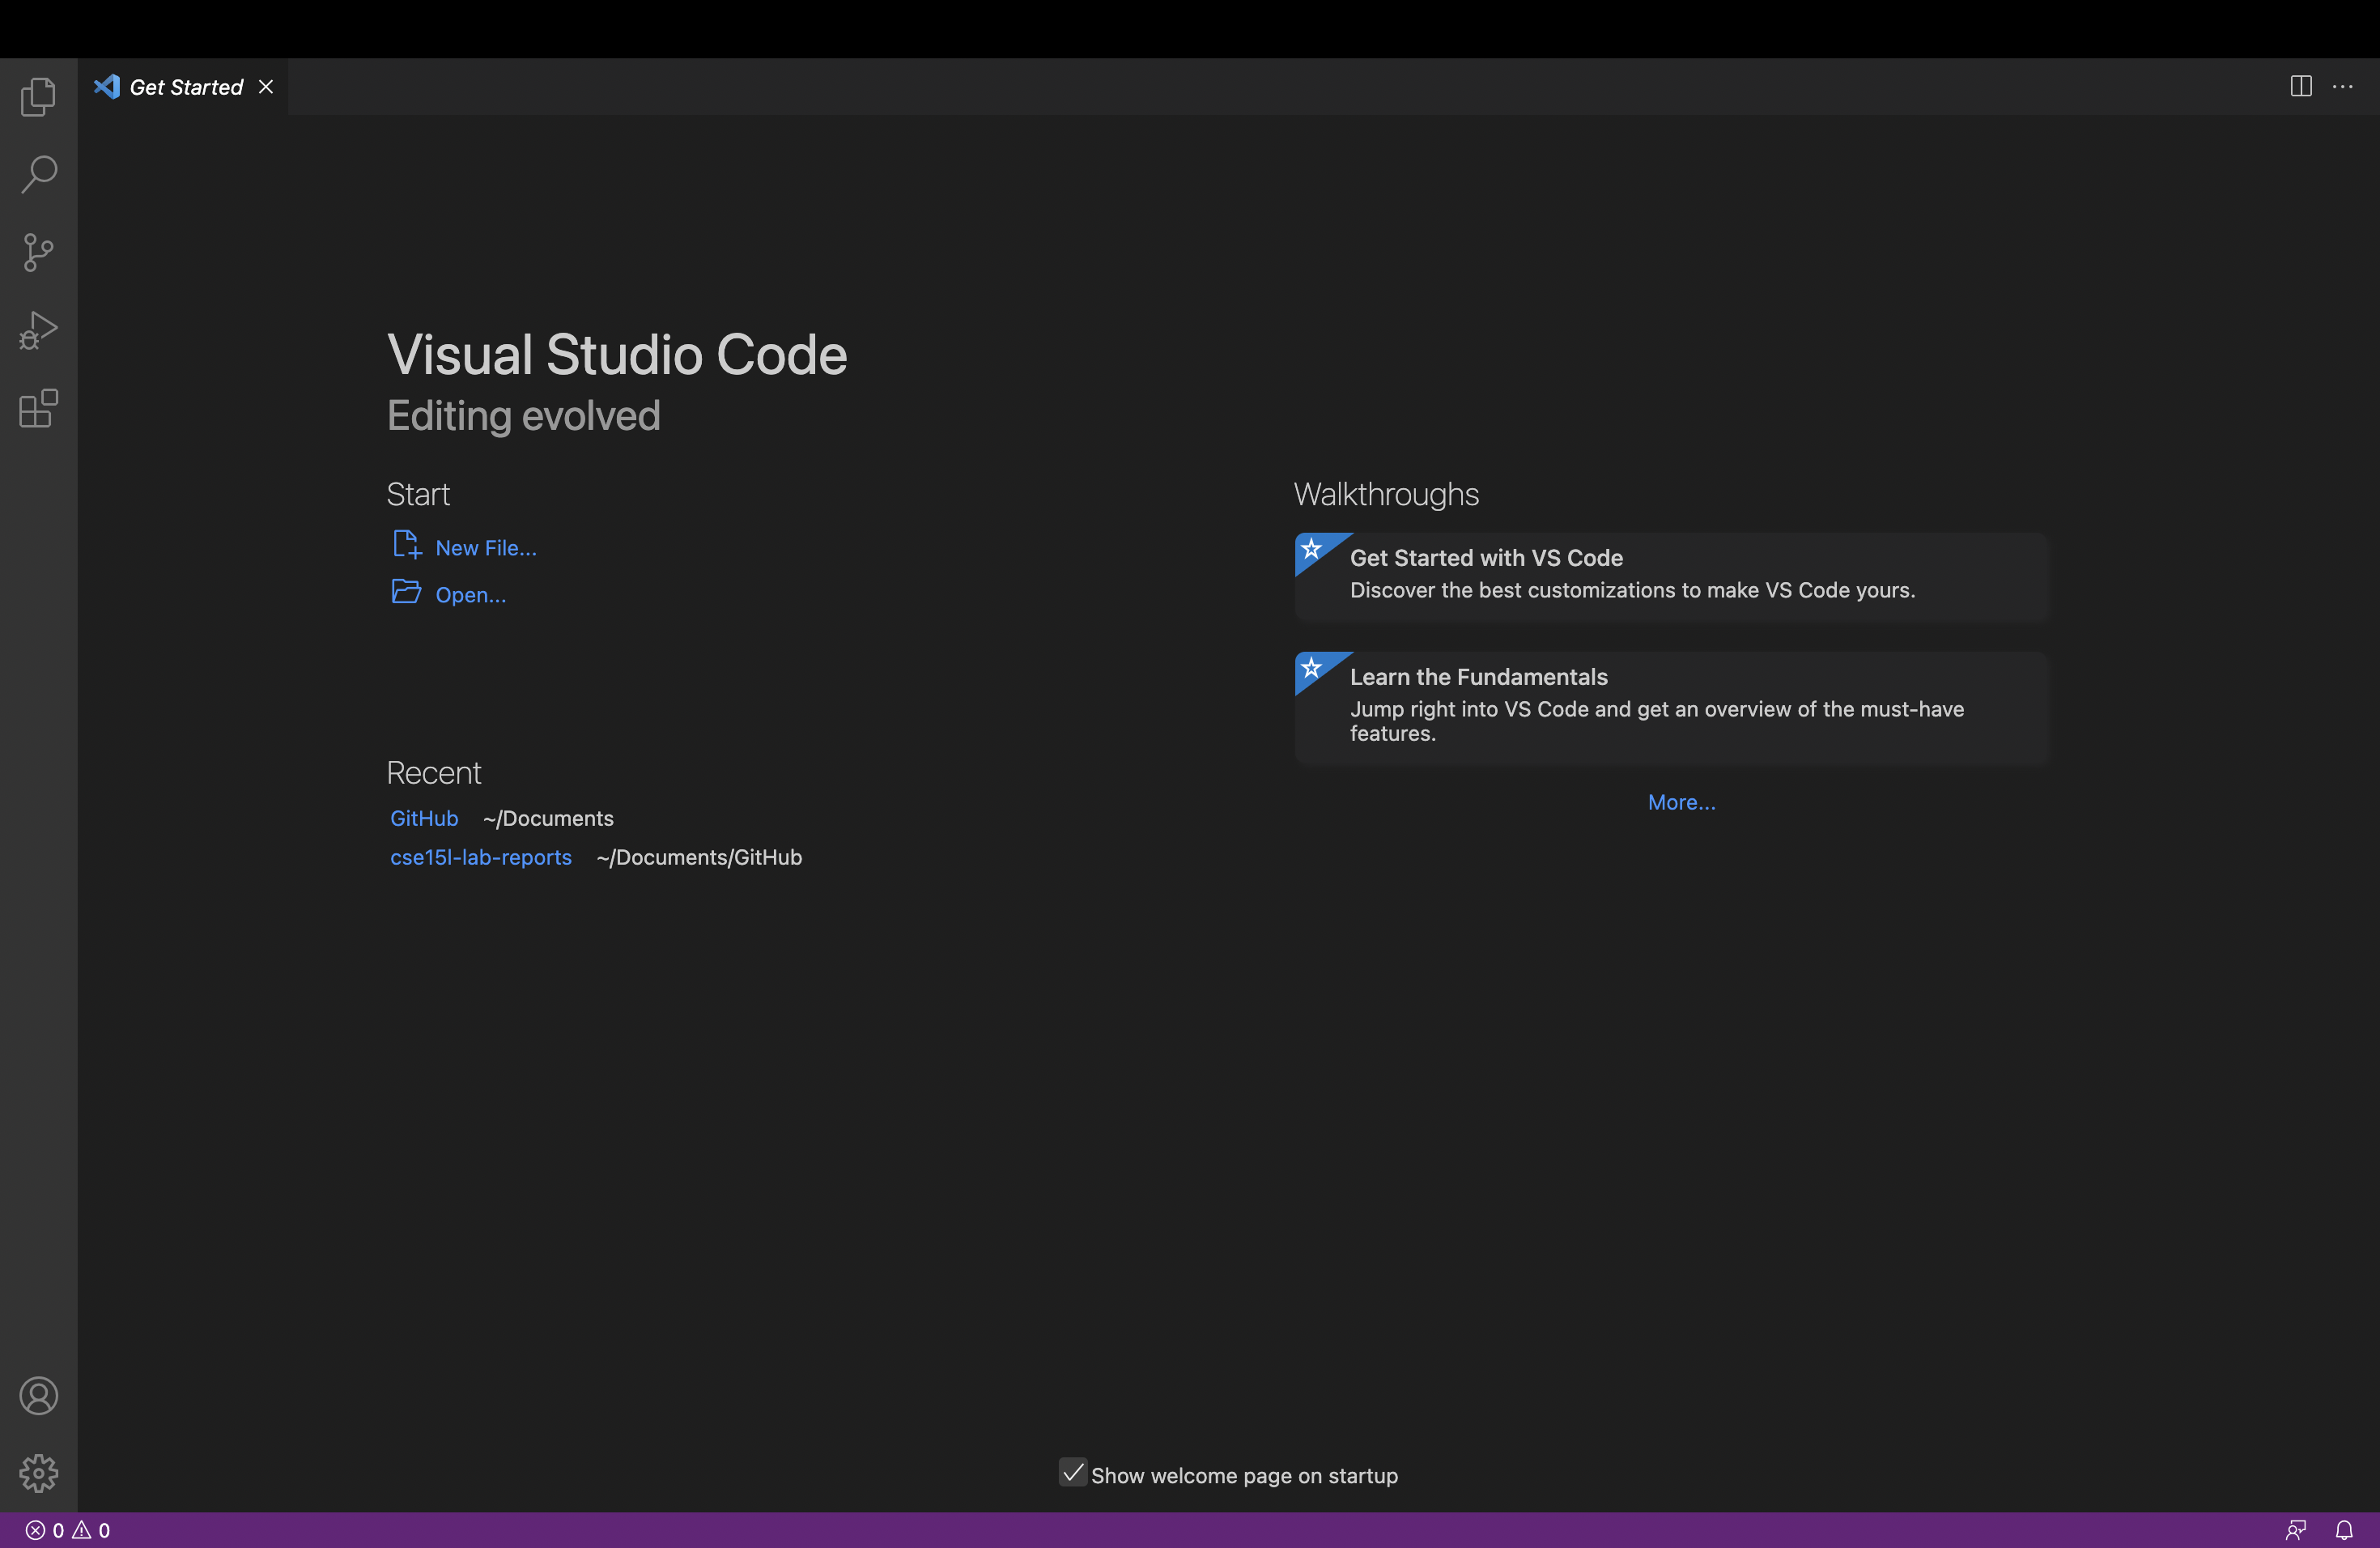 Get Started
Visual Studio Code
Editing evolved
Start
New File...
Open...
Recent
GitHub ~/Documents
cse15l-lab-reports ~/Documents/GitHub
Walkthroughs
Get Started with VS Code
Discover the best customizations to make VS Code yours.
Learn the Fundamentals
Jump right into VS Code and get an overview of the must-have
features.
More...
Show welcome page on startup
0 0